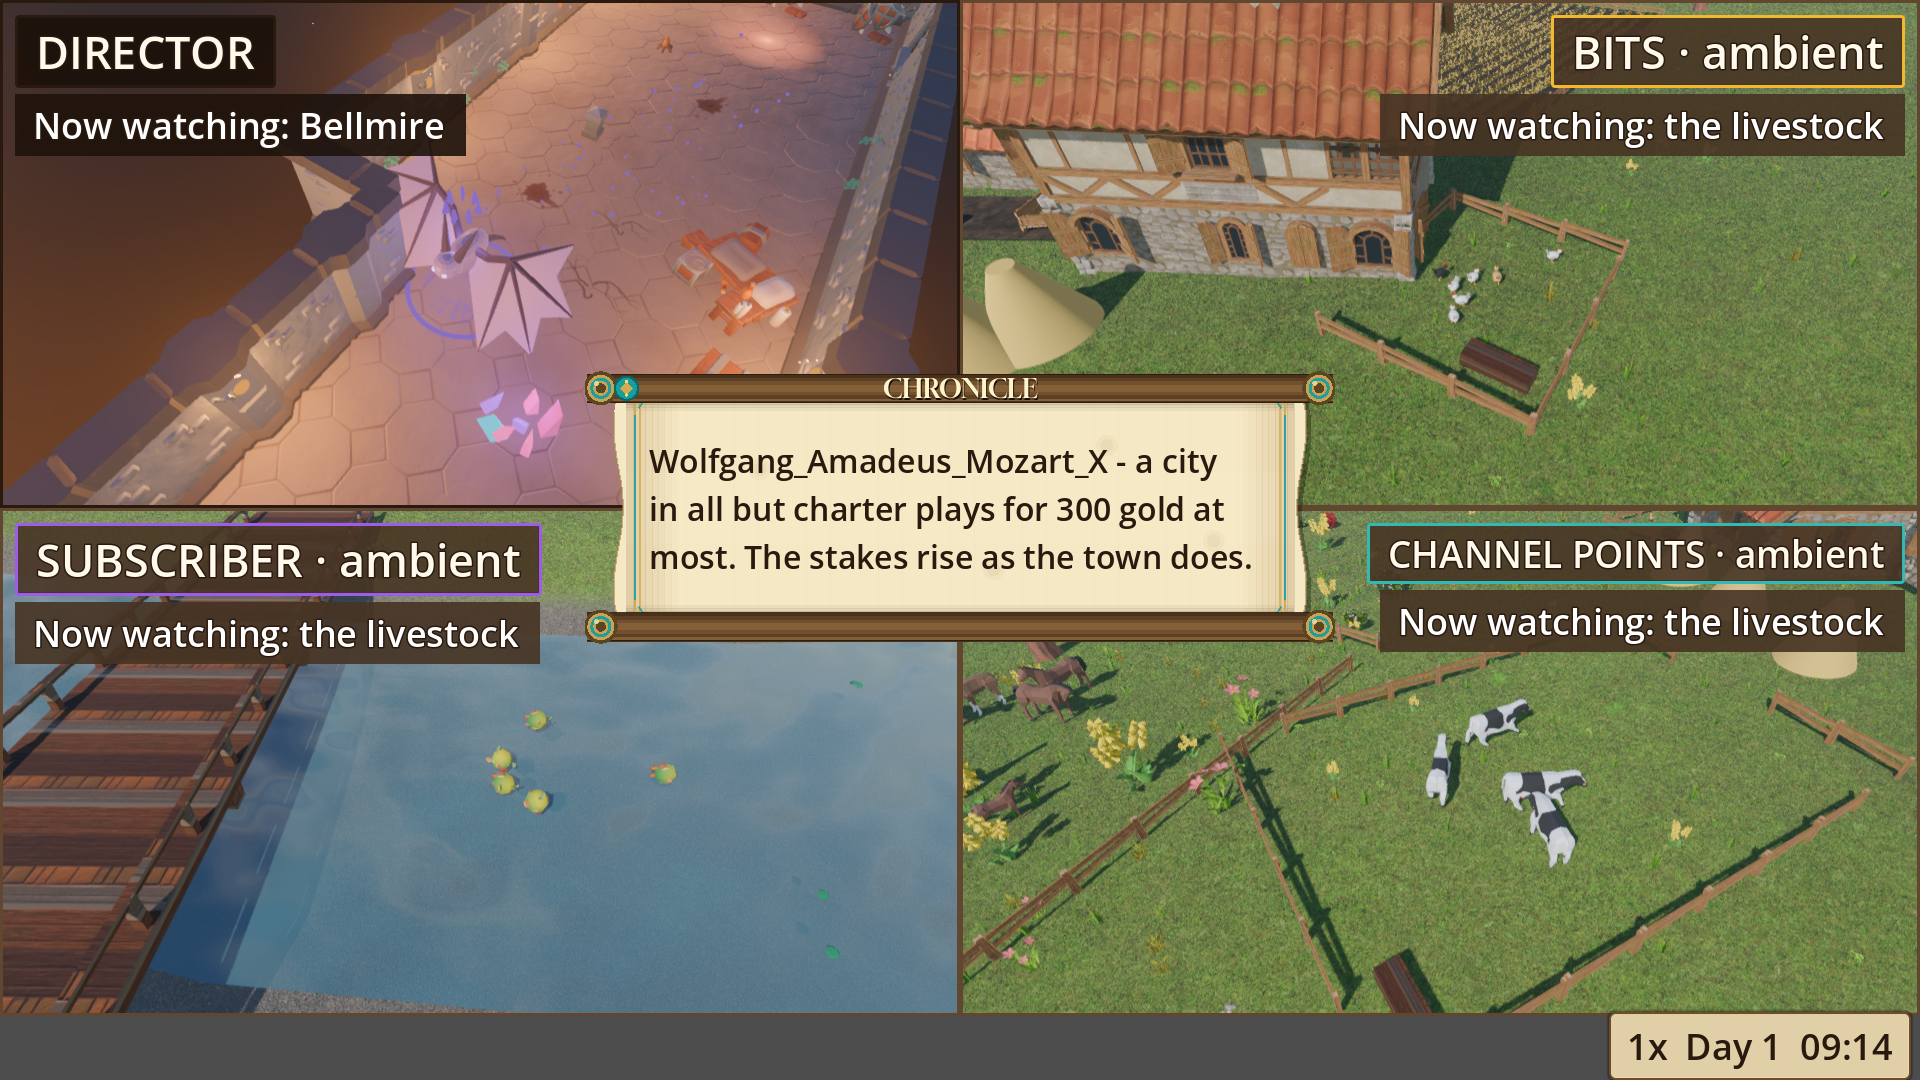 DIRECTOR
Now watching: Bellmire
BITS · ambient
Now watching: the livestock
CHRONICLE
Wolfgang_Amadeus_Mozart_X - a city
in all but charter plays for 300 gold at
most. The stakes rise as the town does.
SUBSCRIBER · ambient
Now watching: the livestock
CHANNEL POINTS · ambient
Now watching: the livestock
1x Day 1 09:14